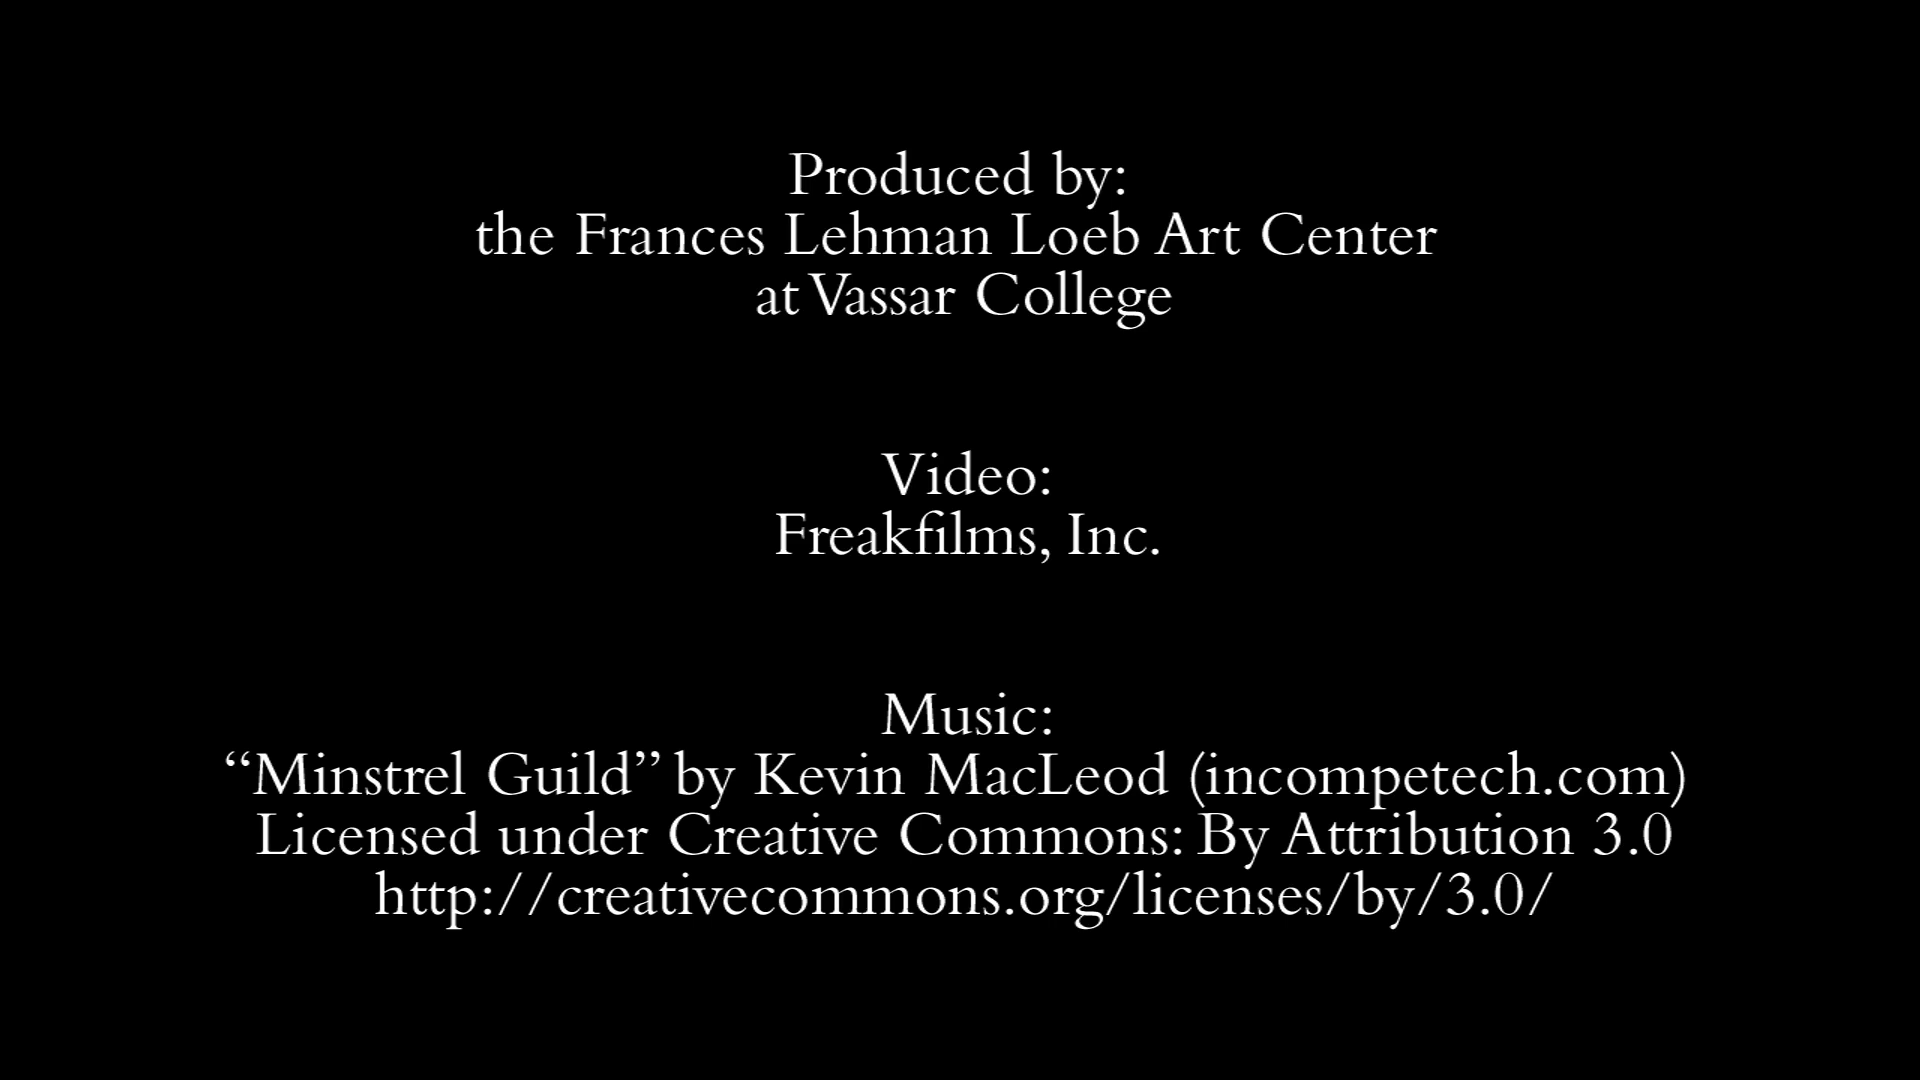 Produced by:
the Frances Lehman Loeb Art Center
at Vassar College
Video:
Freakfilms, Inc.
Music:
“Minstrel Guild” by Kevin MacLeod (incompetech.com)
Licensed under Creative Commons: By Attribution 3.0
http://creativecommons.org/licenses/by/3.0/